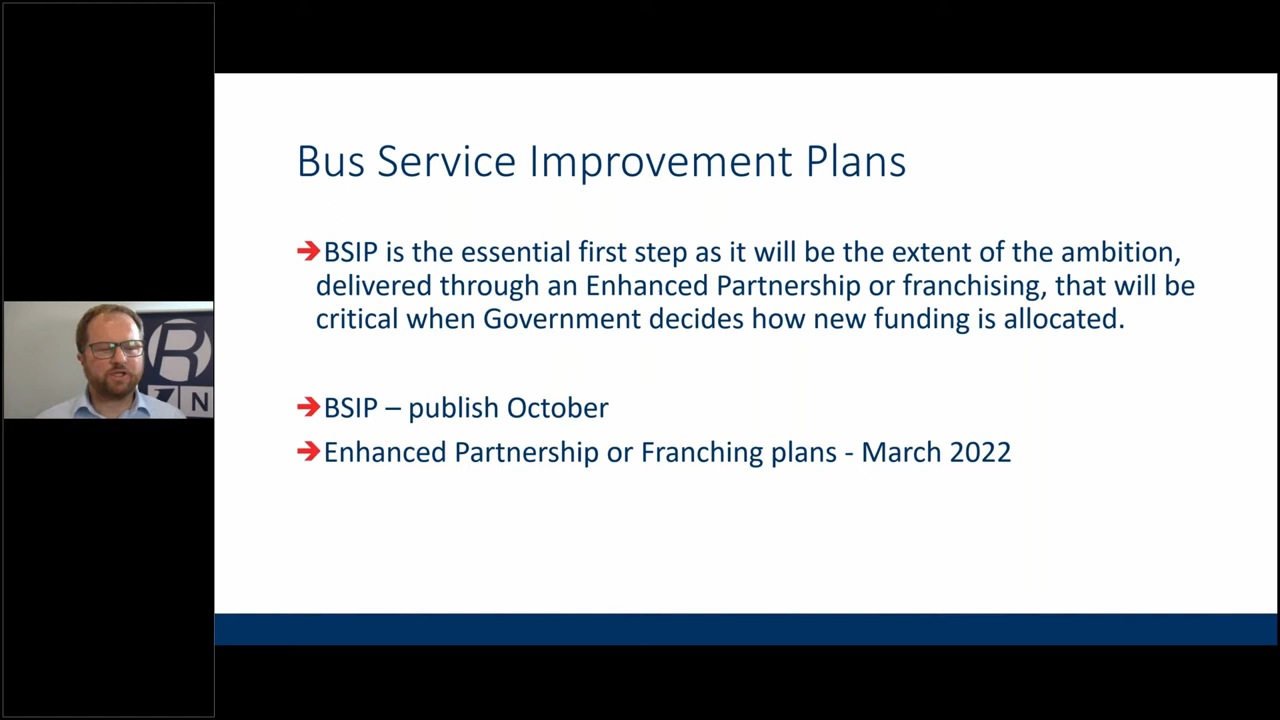 Bus Service Improvement Plans
➔BSIP is the essential first step as it will be the extent of the ambition,
delivered through an Enhanced Partnership or franchising, that will be
critical when Government decides how new funding is allocated.
➔BSIP – publish October
➔Enhanced Partnership or Franching plans - March 2022
R
N